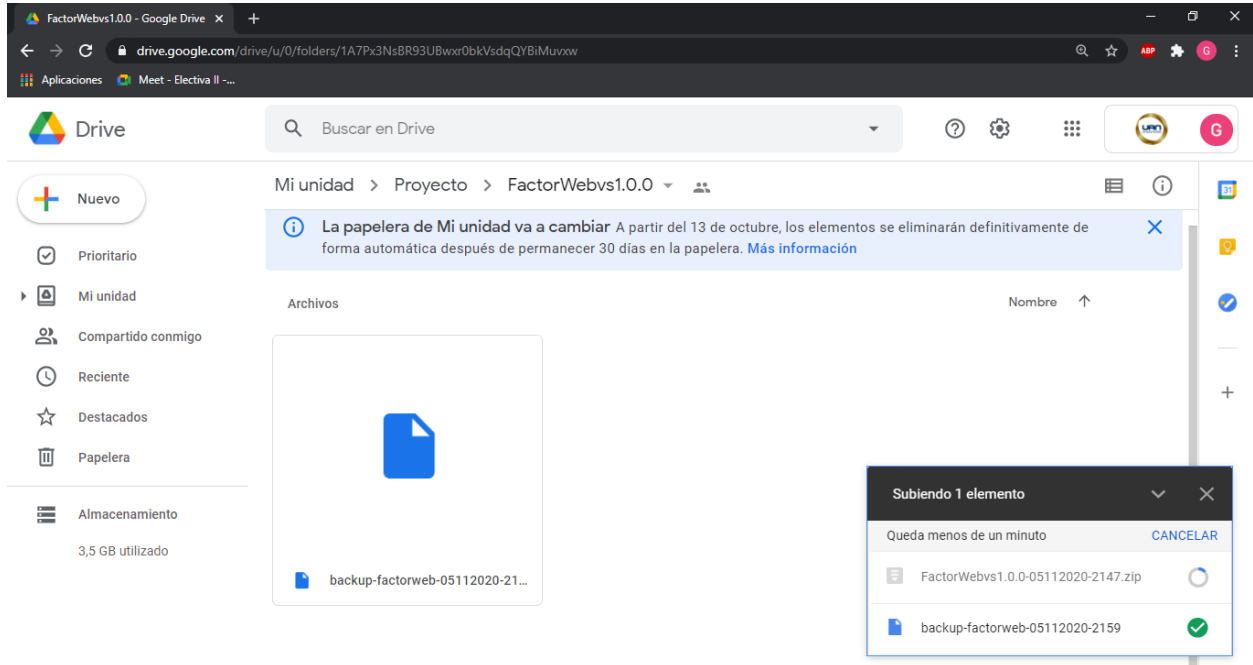 FactorWebvs1.0.0 - Google Drive
drive.google.com/drive/u/0/folders/1A7Px3NsBR93UBwxr0bkVsdqQYBiMuvxw
ABP
G
Aplicaciones
Meet - Electiva II -...
Drive
Buscar en Drive
UAN
G
Nuevo
Mi unidad > Proyecto > FactorWebvs1.0.0
31
La papelera de Mi unidad va a cambiar A partir del 13 de octubre, los elementos se eliminarán definitivamente de
forma automática después de permanecer 30 días en la papelera. Más información
Prioritario
Mi unidad
Compartido conmigo
Reciente
Destacados
Papelera
Almacenamiento
3,5 GB utilizado
Archivos
Nombre
backup-factorweb-05112020-21...
Subiendo 1 elemento
Queda menos de un minuto
CANCELAR
FactorWebvs1.0.0-05112020-2147.zip
backup-factorweb-05112020-2159